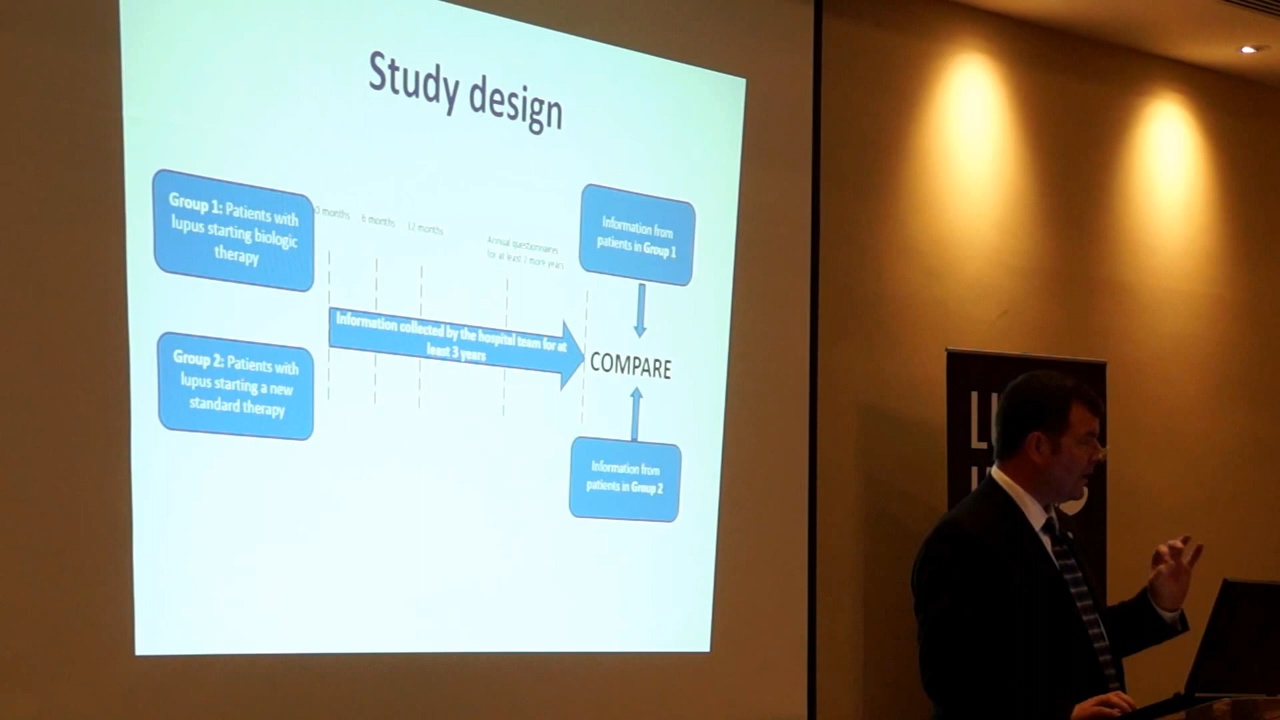 Study design
Group 1: Patients with
lupus starting biologic
therapy
0 months
6 months
12 months
Annual questionnaires
for at least more years
Information from
patients in Group 1
Information collected by the hospital team for at
least 3 years
COMPARE
Group 2: Patients with
lupus starting a new
standard therapy
Information from
patients in Group 2